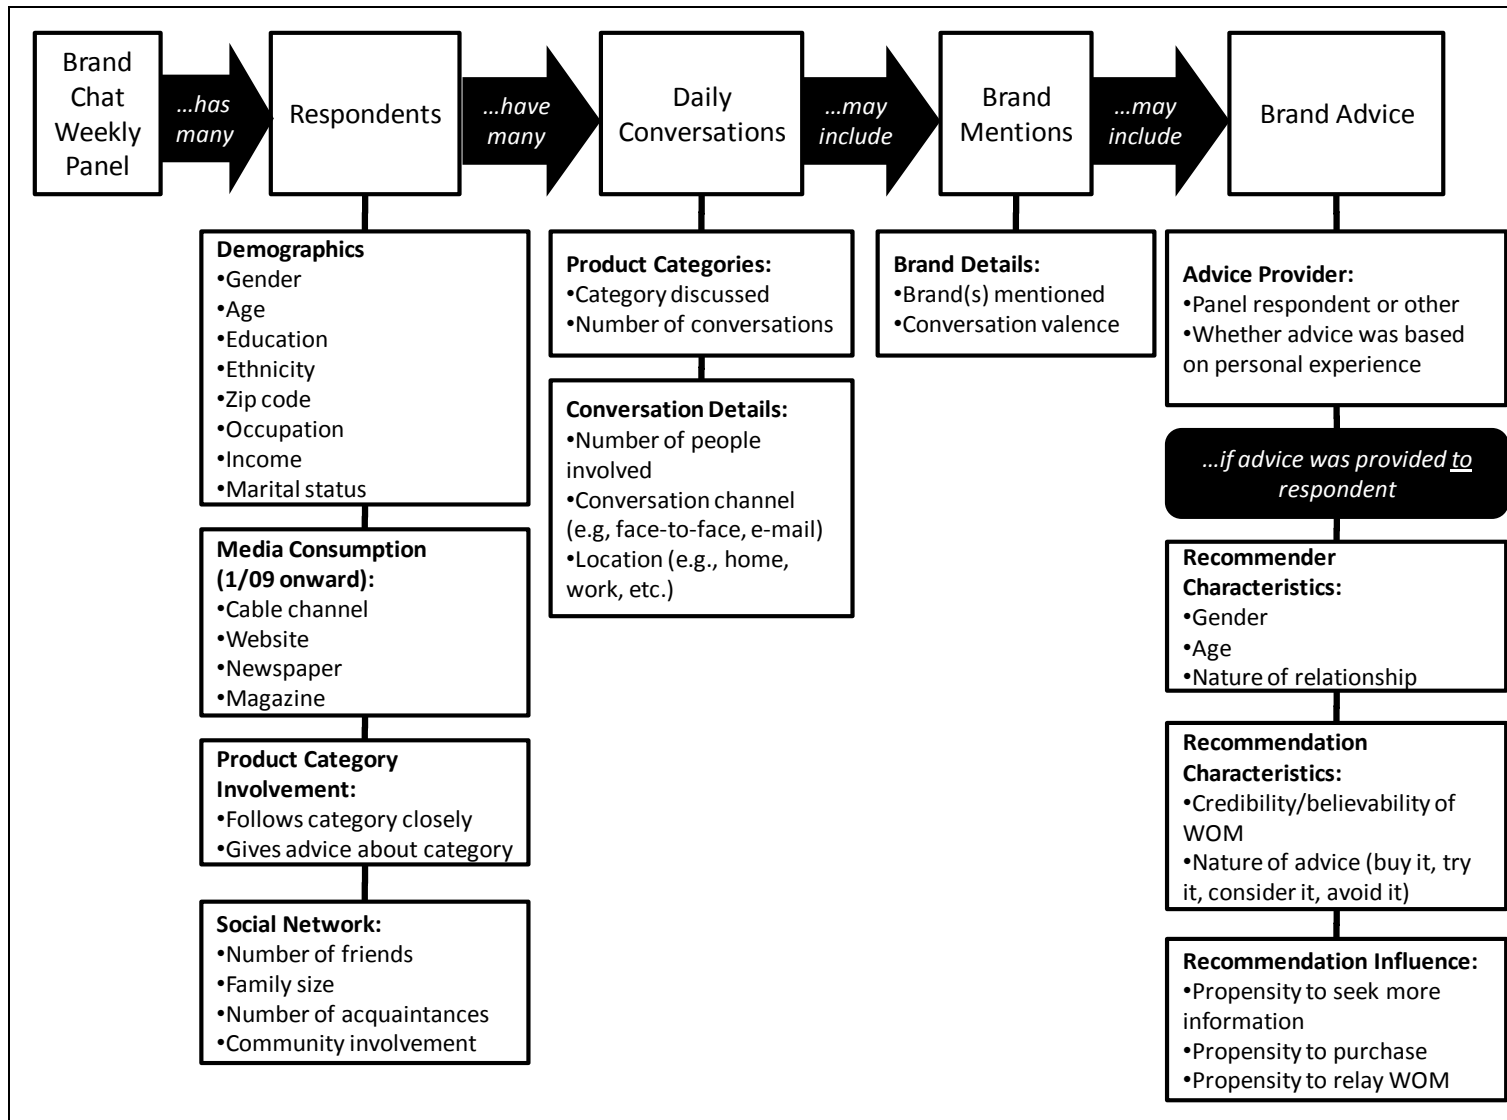 Brand
Chat
Weekly
Panel
…has
many
Respondents
…have
many
Daily
Conversations
…may
include
Brand
Mentions
…may
include
Brand Advice
Demographics
•Gender
•Age
•Education
•Ethnicity
•Zip code
•Occupation
•Income
•Marital status
Media Consumption
(1/09 onward):
•Cable channel
•Website
•Newspaper
•Magazine
Product Category
Involvement:
•Follows category closely
•Gives advice about category
Social Network:
•Number of friends
•Family size
•Number of acquaintances
•Community involvement
Product Categories:
•Category discussed
•Number of conversations
Conversation Details:
•Number of people
involved
•Conversation channel
(e.g, face-to-face, e-mail)
•Location (e.g., home,
work, etc.)
Brand Details:
•Brand(s) mentioned
•Conversation valence
Advice Provider:
•Panel respondent or other
•Whether advice was based
on personal experience
…if advice was provided to
respondent
Recommender
Characteristics:
•Gender
•Age
•Nature of relationship
Recommendation
Characteristics:
•Credibility/believability of
WOM
•Nature of advice (buy it, try
it, consider it, avoid it)
Recommendation Influence:
•Propensity to seek more
information
•Propensity to purchase
•Propensity to relay WOM